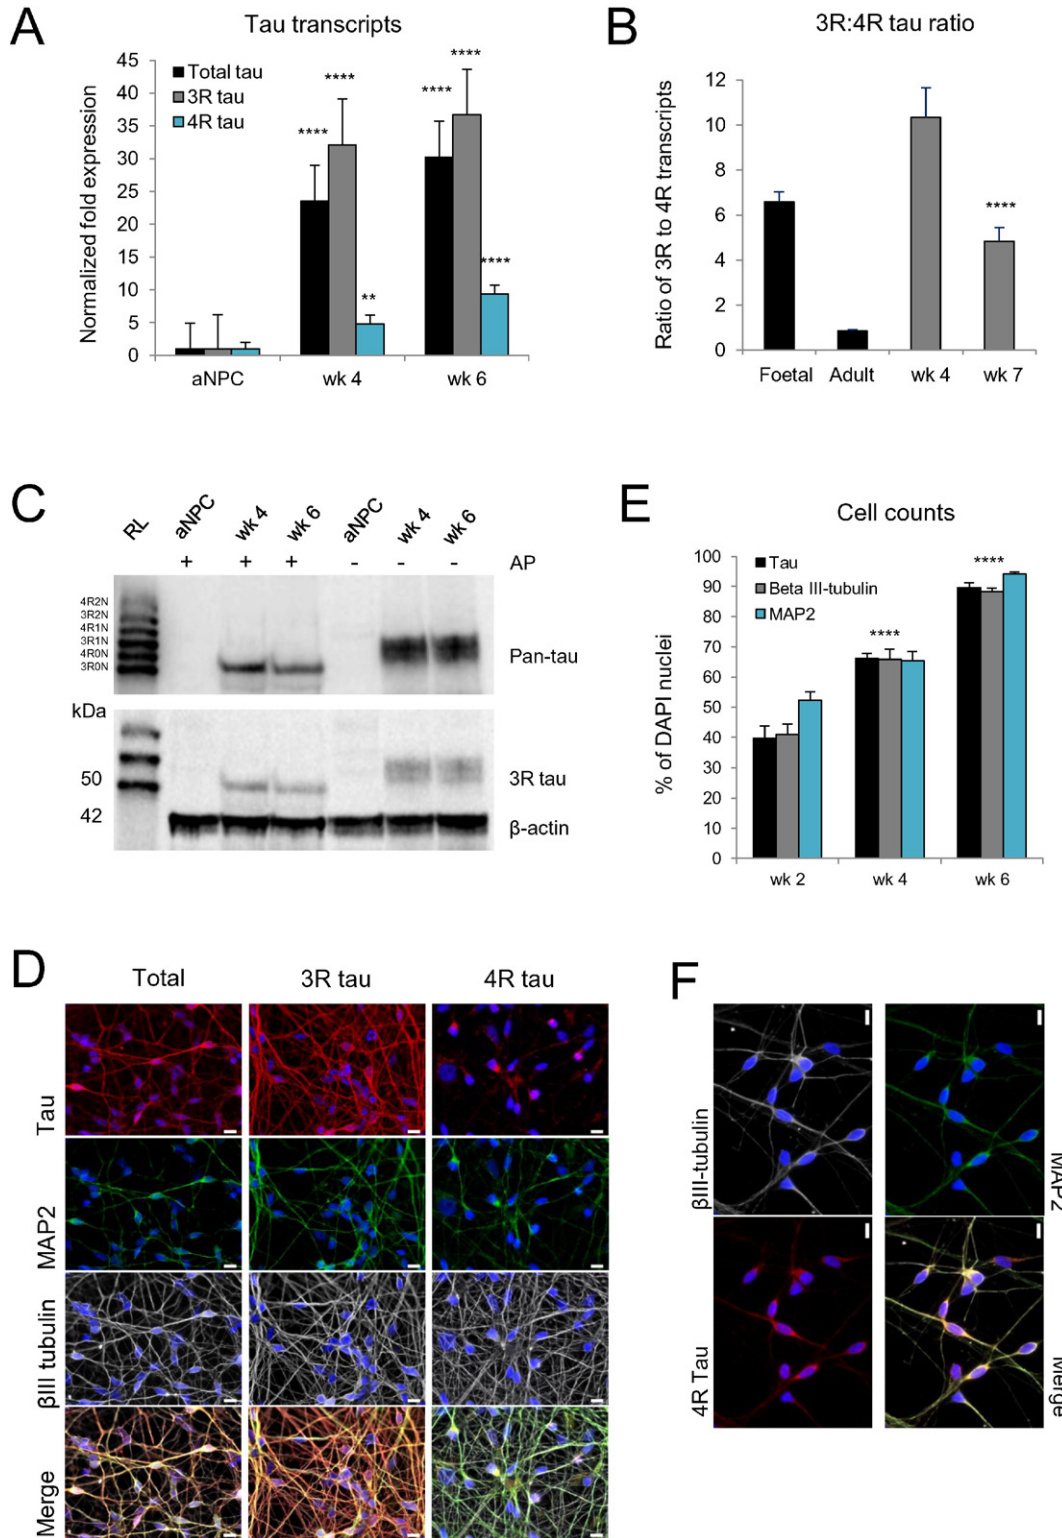 A
Tau transcripts
Normalized fold expression
45
40
35
30
25
20
15
10
5
0
Total tau
3R tau
4R tau
****
****
**
****
****
****
aNPC
wk 4
wk 6
B
3R:4R tau ratio
Ratio of 3R to 4R transcripts
12
10
8
6
4
2
0
****
Foetal
Adult
wk 4
wk 7
C
RL
aNPC
wk 4
wk 6
aNPC
wk 4
wk 6
+ + + - - - AP
4R2N
3R2N
4R1N
3R1N
4R0N
3R0N
Pan-tau
kDa
50
42
3R tau
β-actin
E
Cell counts
% of DAPI nuclei
100
90
80
70
60
50
40
30
20
10
0
Tau
Beta III-tubulin
MAP2
****
****
wk 2
wk 4
wk 6
D
Total
3R tau
4R tau
Tau
MAP2
βIII tubulin
Merge
F
βIII-tubulin
MAP2
4R Tau
Merge